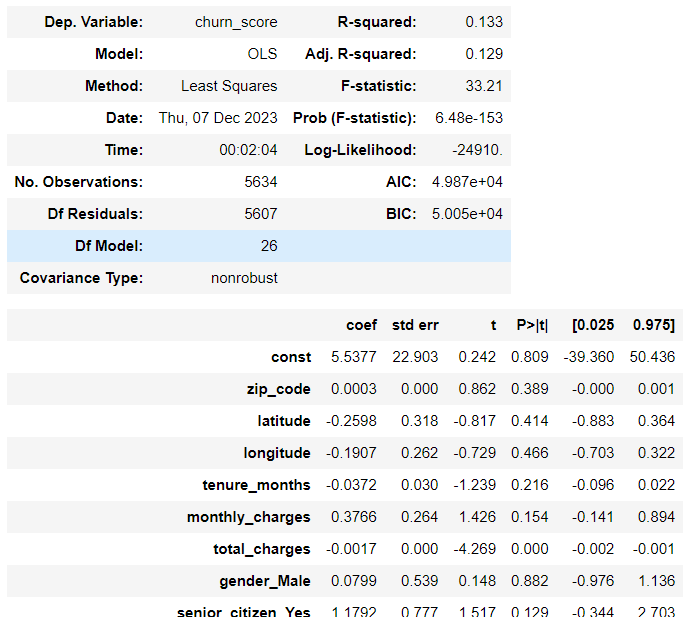 Dep. Variable: churn_score R-squared: 0.133
Model: OLS Adj. R-squared: 0.129
Method: Least Squares F-statistic: 33.21
Date: Thu, 07 Dec 2023 Prob (F-statistic): 6.48e-153
Time: 00:02:04 Log-Likelihood: -24910.
No. Observations: 5634 AIC: 4.987e+04
Df Residuals: 5607 BIC: 5.005e+04
Df Model: 26
Covariance Type: nonrobust
coef std err t P>|t| [0.025 0.975]
const 5.5377 22.903 0.242 0.809 -39.360 50.436
zip_code 0.0003 0.000 0.862 0.389 -0.000 0.001
latitude -0.2598 0.318 -0.817 0.414 -0.883 0.364
longitude -0.1907 0.262 -0.729 0.466 -0.703 0.322
tenure_months -0.0372 0.030 -1.239 0.216 -0.096 0.022
monthly_charges 0.3766 0.264 1.426 0.154 -0.141 0.894
total_charges -0.0017 0.000 -4.269 0.000 -0.002 -0.001
gender_Male 0.0799 0.539 0.148 0.882 -0.976 1.136
senior_citizen_Yes 1.1792 0.777 1.517 0.129 -0.344 2.703